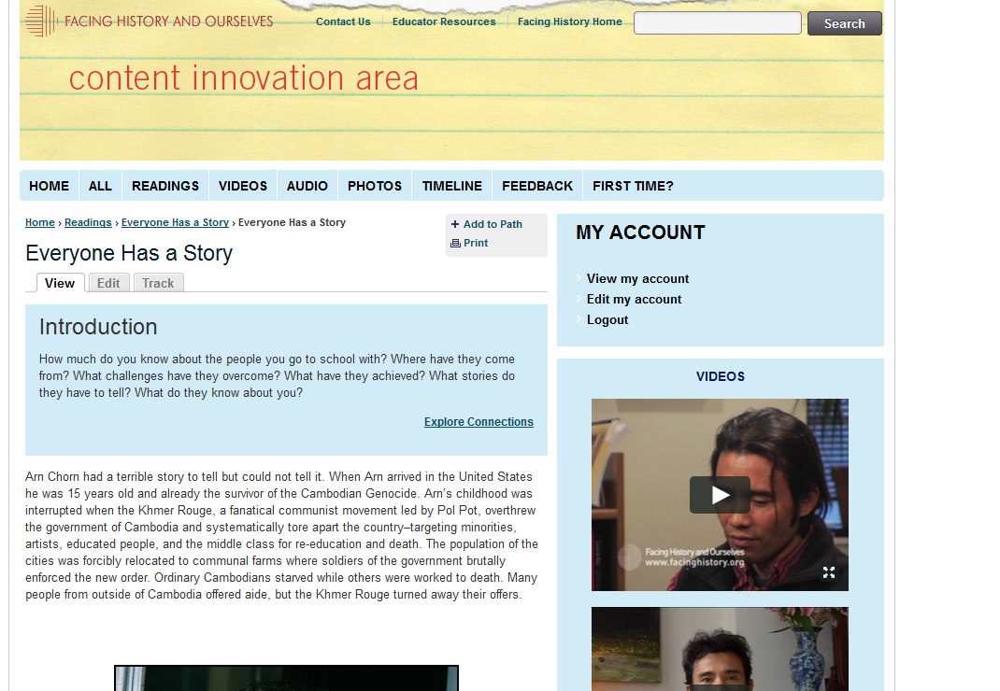 FACING HISTORY AND OURSELVES
Contact Us
Educator Resources
Facing History Home
Search
content innovation area
HOME
ALL
READINGS
VIDEOS
AUDIO
PHOTOS
TIMELINE
FEEDBACK
FIRST TIME?
Home › Readings › Everyone Has a Story › Everyone Has a Story
Add to Path
Print
Everyone Has a Story
View
Edit
Track
Introduction
How much do you know about the people you go to school with? Where have they come
from? What challenges have they overcome? What have they achieved? What stories do
they have to tell? What do they know about you?
Explore Connections
Arn Chorn had a terrible story to tell but could not tell it. When Arn arrived in the United States
he was 15 years old and already the survivor of the Cambodian Genocide. Arn's childhood was
interrupted when the Khmer Rouge, a fanatical communist movement led by Pol Pot, overthrew
the government of Cambodia and systematically tore apart the country–targeting minorities,
artists, educated people, and the middle class for re-education and death. The population of the
cities was forcibly relocated to communal farms where soldiers of the government brutally
enforced the new order. Ordinary Cambodians starved while others were worked to death. Many
people from outside of Cambodia offered aide, but the Khmer Rouge turned away their offers.
MY ACCOUNT
View my account
Edit my account
Logout
VIDEOS
Facing History and Ourselves
www.facinghistory.org